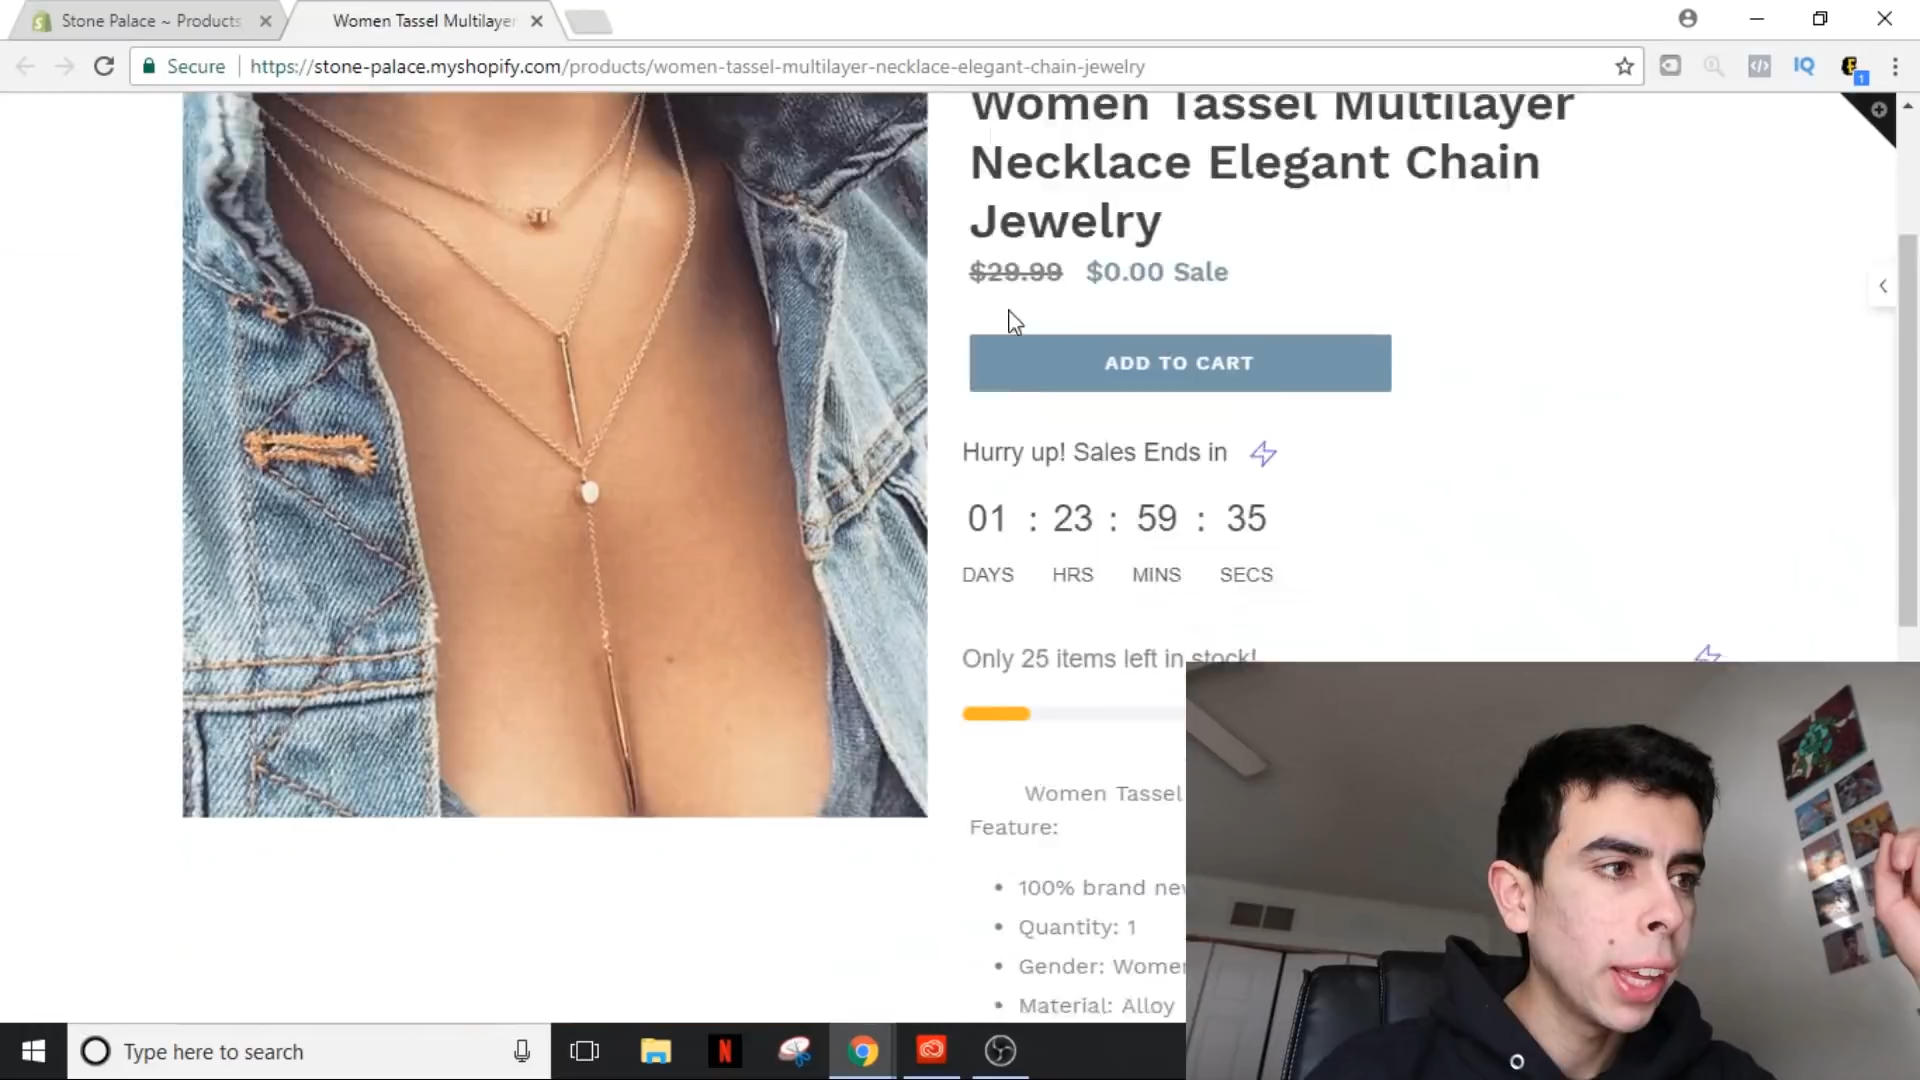 Stone Palace ~ Products
Women Tassel Multilayer
Secure
https://stone-palace.myshopify.com/products/women-tassel-multilayer-necklace-elegant-chain-jewelry
IQ
1
Women Tassel Multilayer
Necklace Elegant Chain
Jewelry
$29.99 $0.00 Sale
ADD TO CART
Hurry up! Sales Ends in
01 : 23 : 59 : 35
DAYS HRS MINS SECS
Only 25 items left in stock!
Women Tassel
Feature:
• 100% brand new
• Quantity: 1
• Gender: Women
• Material: Alloy
Type here to search